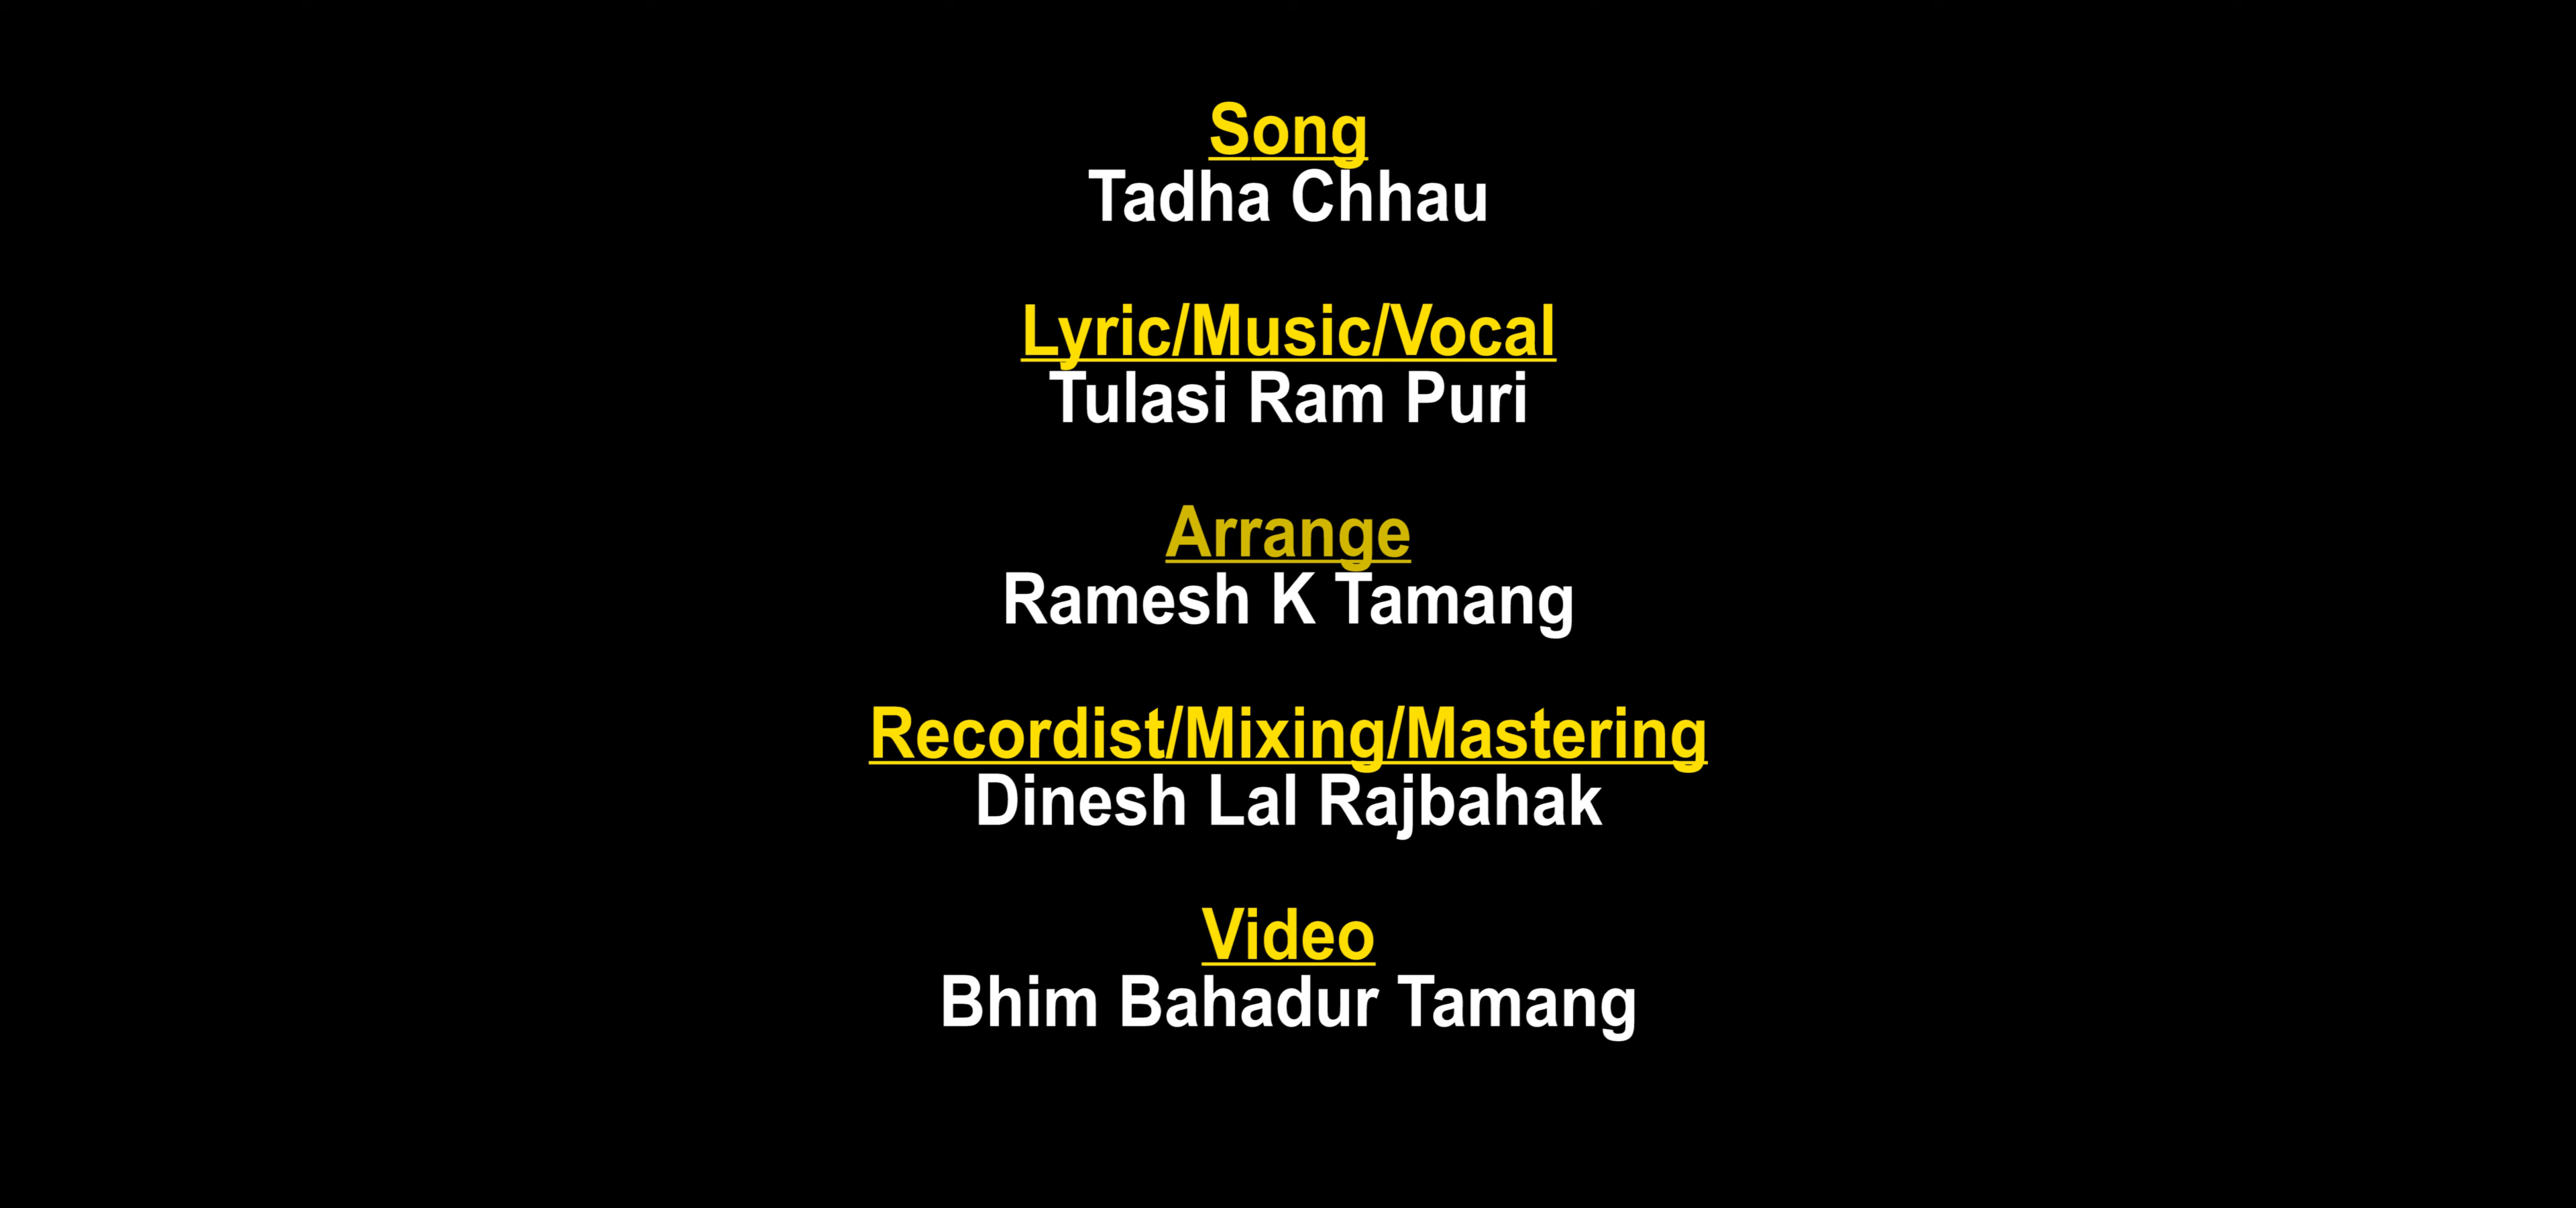 Song
Tadha Chhau
Lyric/Music/Vocal
Tulasi Ram Puri
Arrange
Ramesh K Tamang
Recordist/Mixing/Mastering
Dinesh Lal Rajbahak
Video
Bhim Bahadur Tamang